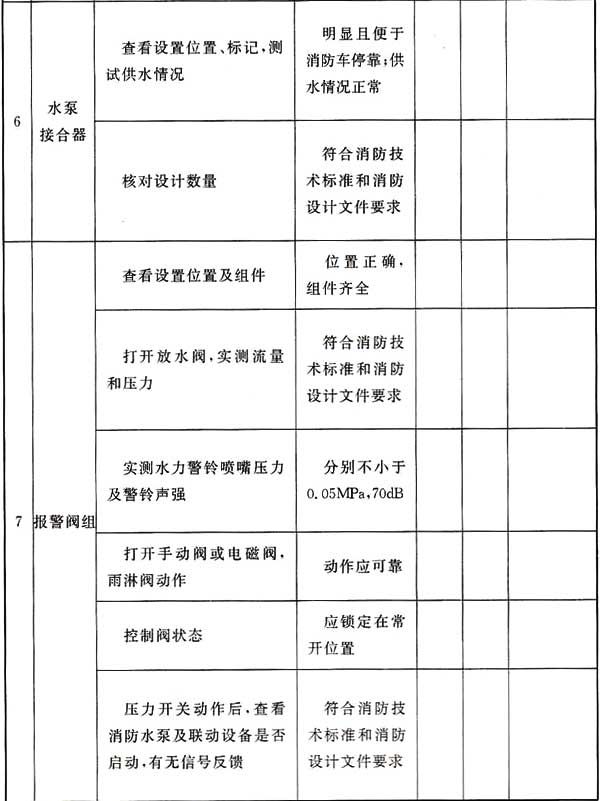 6
水泵
接合器
查看设置位置、标记,测
试供水情况
明显且便于
消防车停靠;供
水情况正常
核对设计数量
符合消防技
术标准和消防
设计文件要求
7
报警阀组
查看设置位置及组件
位置正确,
组件齐全
打开放水阀,实测流量
和压力
符合消防技
术标准和消防
设计文件要求
实测水力警铃喷嘴压力
及警铃声强
分别不小于
0.05MPa,70dB
打开手动阀或电磁阀,
雨淋阀动作
动作应可靠
控制阀状态
应锁定在常
开位置
压力开关动作后,查看
消防水泵及联动设备是否
启动,有无信号反馈
符合消防技
术标准和消防
设计文件要求